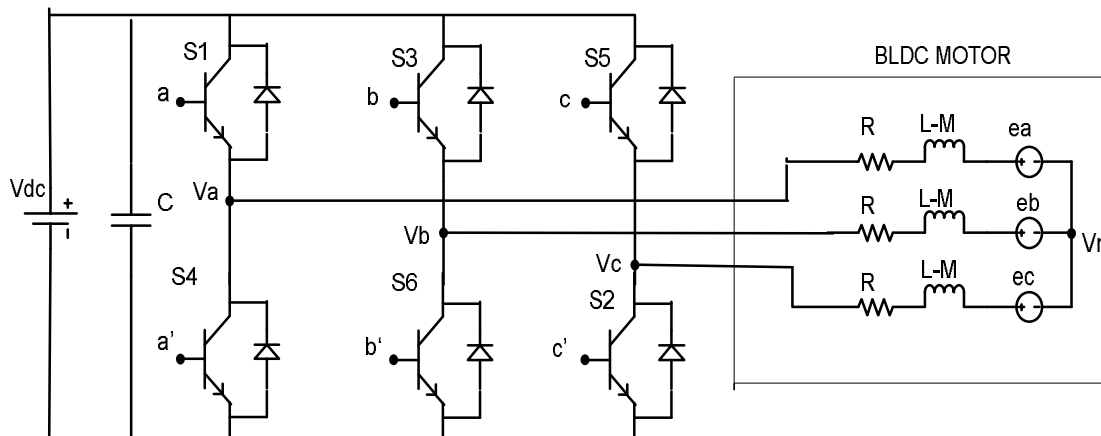 S1
S3
S5
BLDC MOTOR
a
b
c
R
L-M
ea
Vdc
+
C
Va
R
L-M
eb
Vb
Vn
Vc
R
L-M
ec
S4
S6
S2
a'
b'
c'